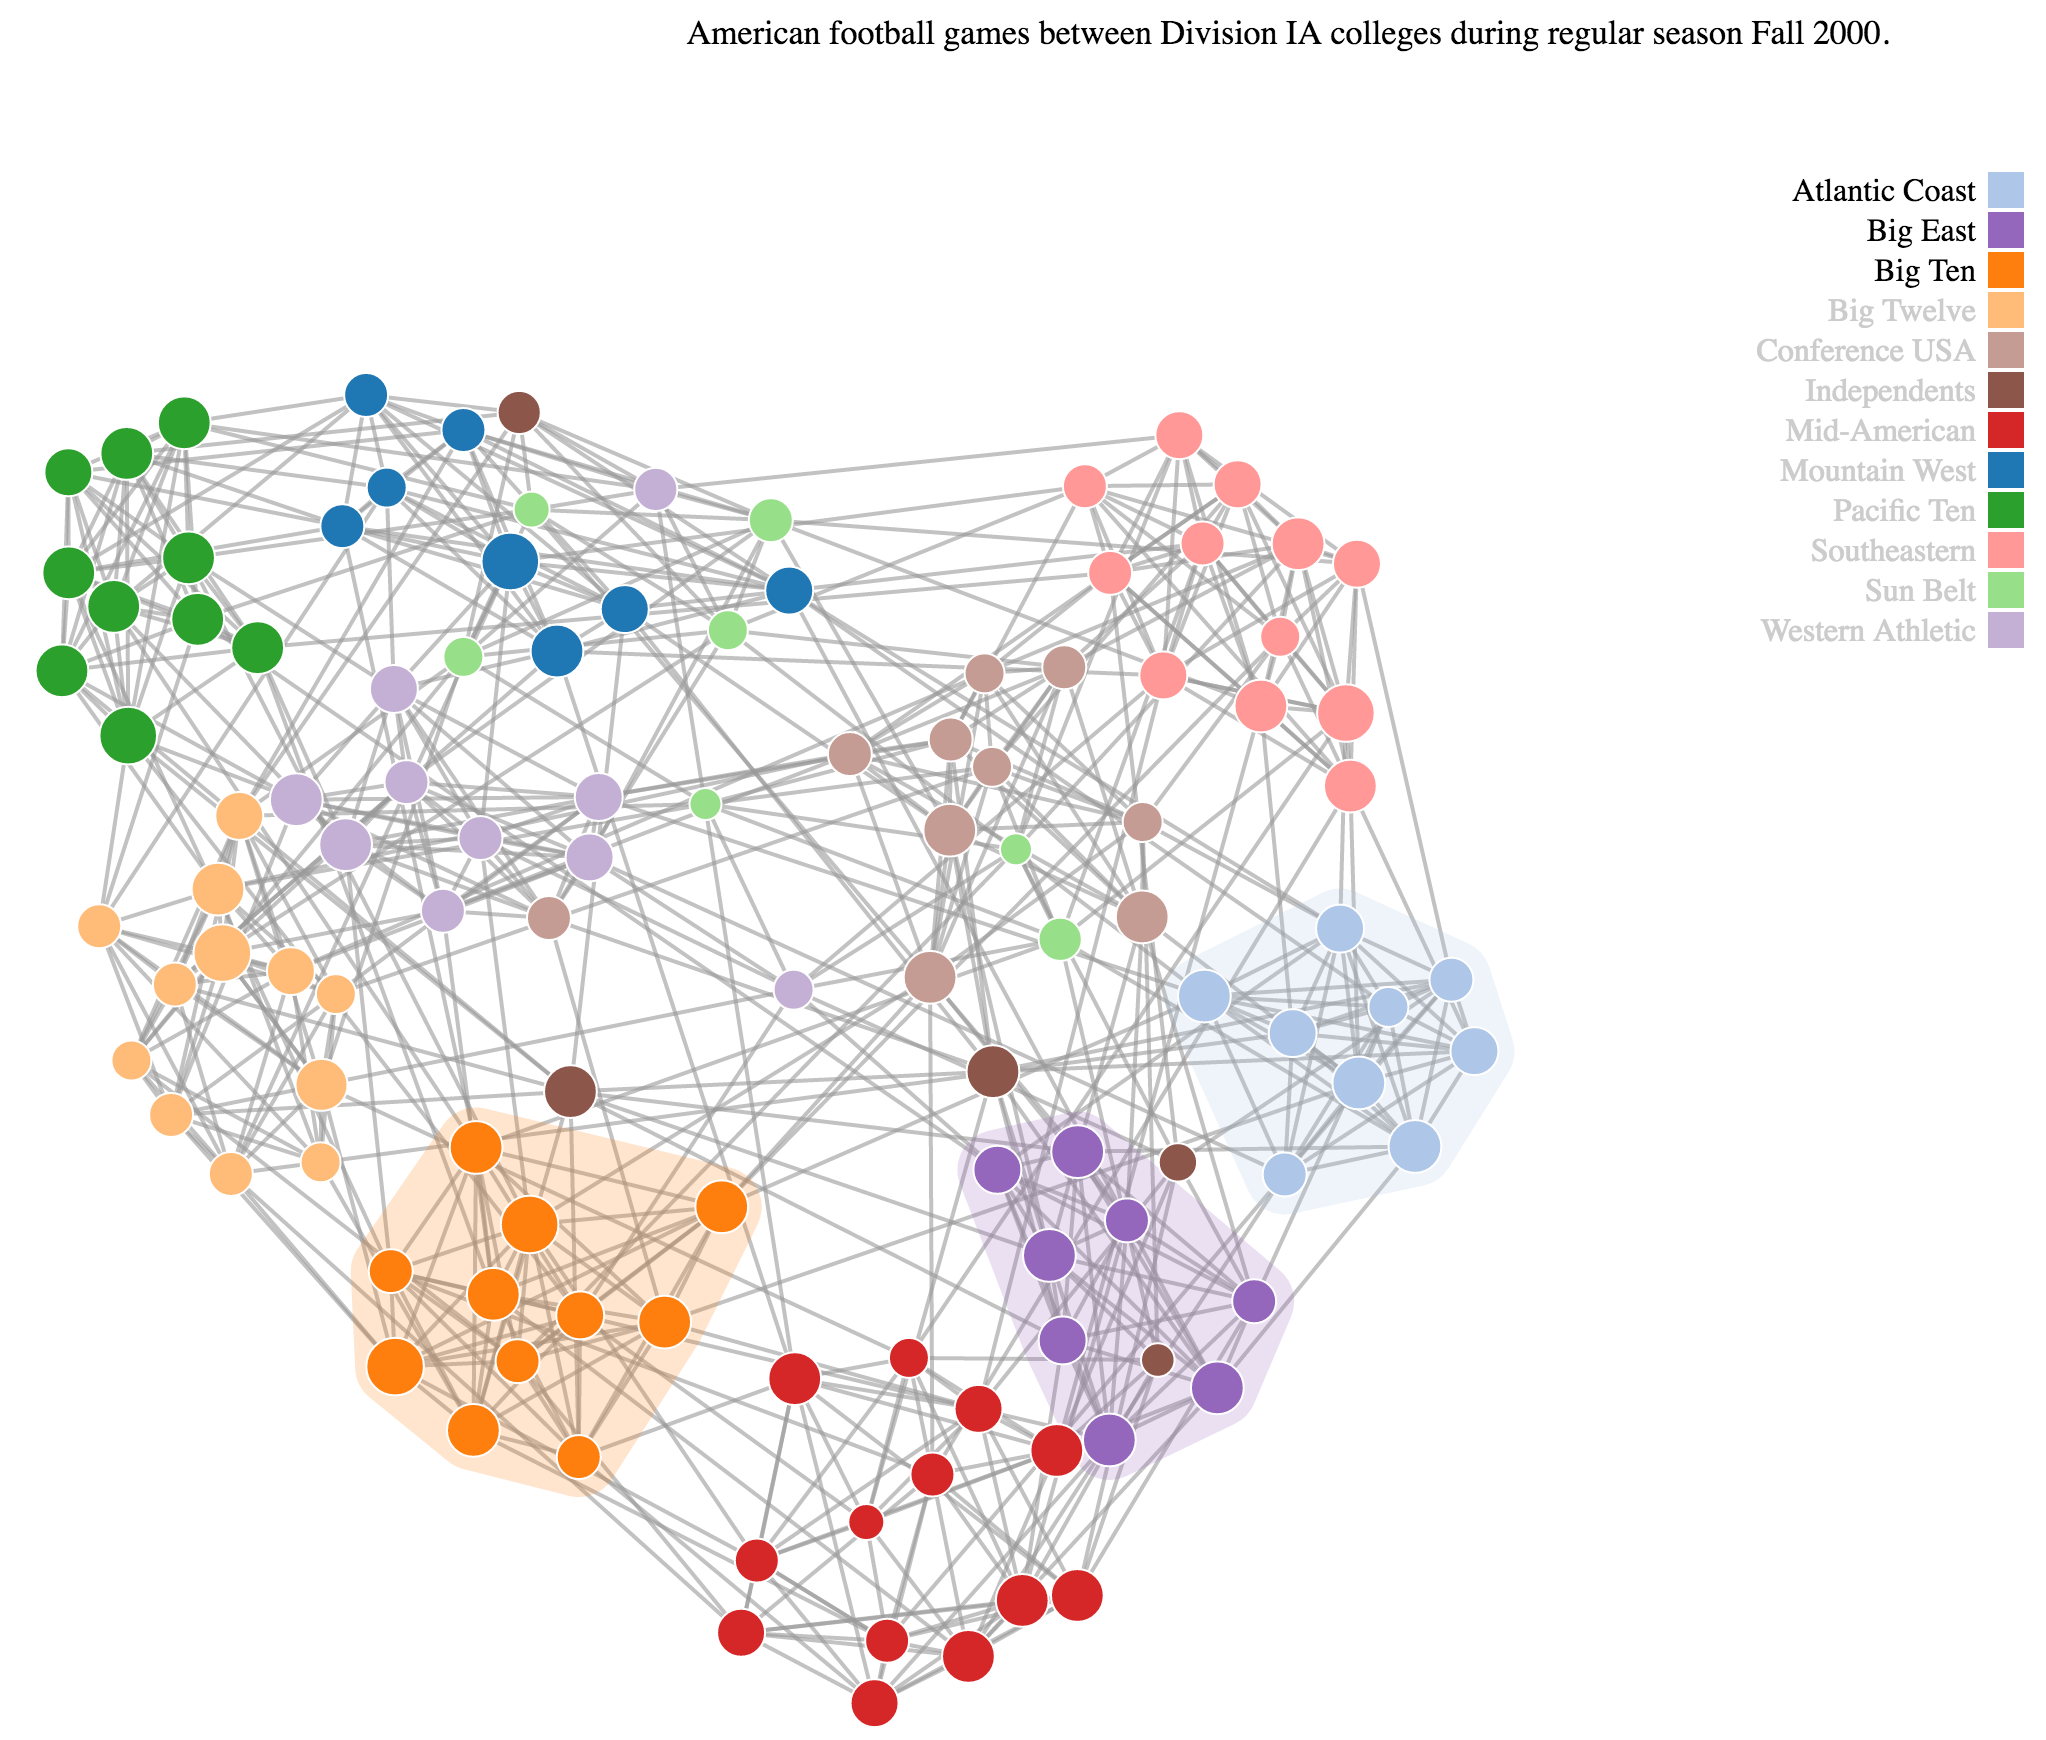 American football games between Division IA colleges during regular season Fall 2000.
Atlantic Coast
Big East
Big Ten
Big Twelve
Conference USA
Independents
Mid-American
Mountain West
Pacific Ten
Southeastern
Sun Belt
Western Athletic